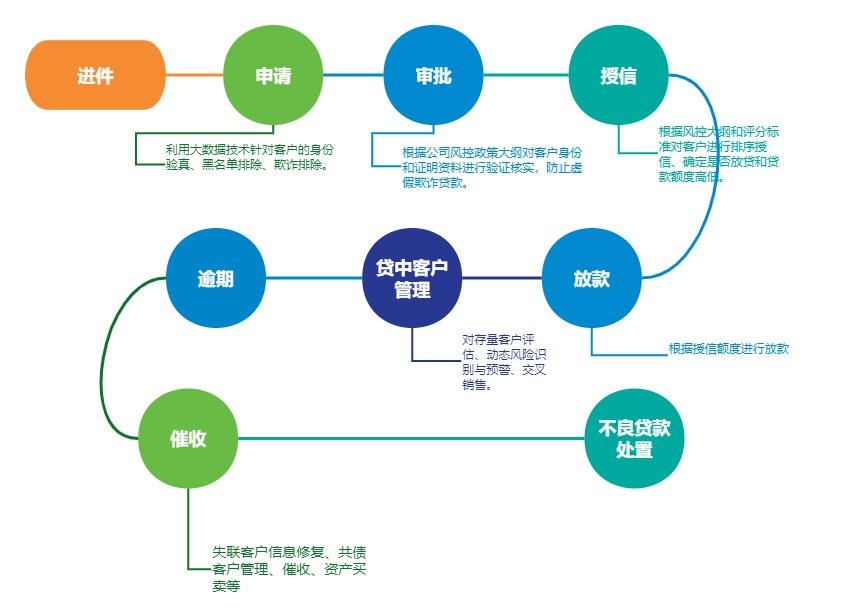 进件
申请
审批
授信
利用大数据技术针对客户的身份
验真、黑名单排除、欺诈排除。
根据公司风控政策大纲对客户身份
和证明资料进行验证核实，防止虚
假欺诈贷款。
根据风控大纲和评分标
准对客户进行排序授
信、确定是否放贷和贷
款额度高低。
逾期
贷中客户
管理
放款
对存量客户评
估、动态风险识
别与预警、交叉
销售。
根据授信额度进行放款
催收
不良贷款
处置
失联客户信息修复、共债
客户管理、催收、资产买
卖等